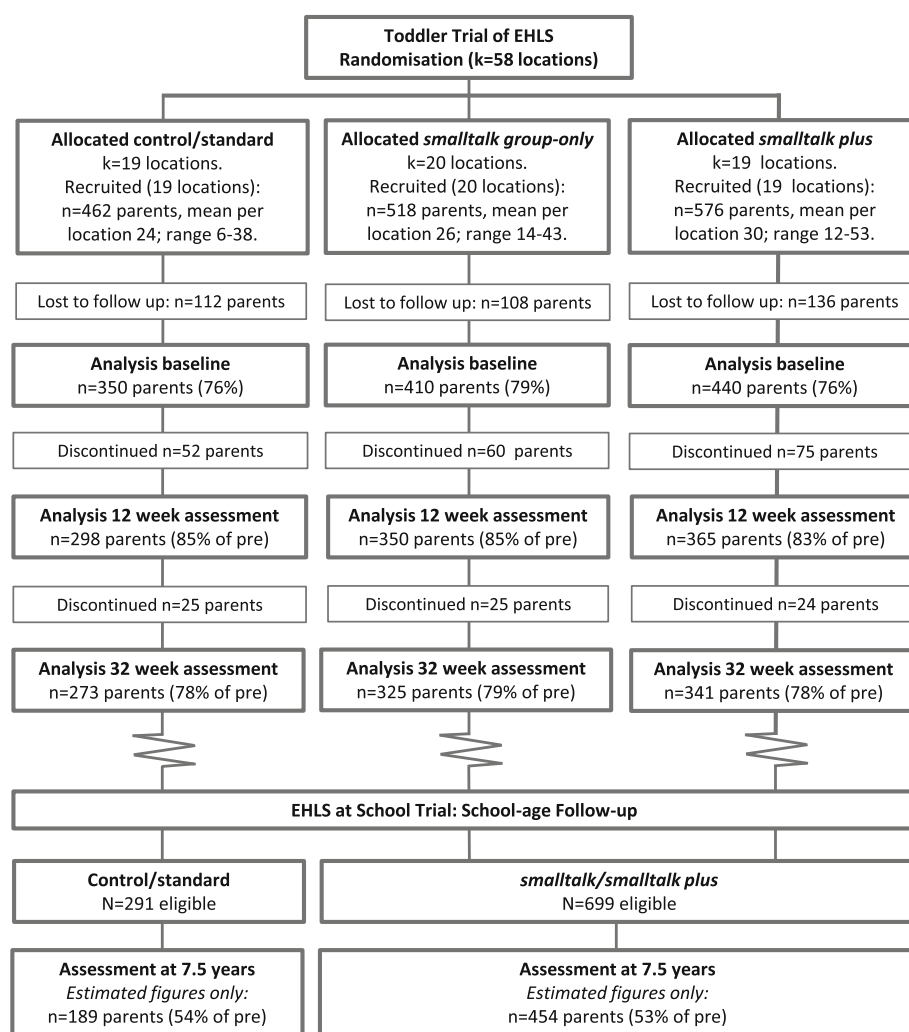 Toddler Trial of EHLS
Randomisation (k=58 locations)
Allocated control/standard
k=19 locations.
Recruited (19 locations):
n=462 parents, mean per
location 24; range 6-38.
Allocated smalltalk group-only
k=20 locations.
Recruited (20 locations):
n=518 parents, mean per
location 26; range 14-43.
Allocated smalltalk plus
k=19 locations.
Recruited (19 locations):
n=576 parents, mean per
location 30; range 12-53.
Lost to follow up: n=112 parents
Lost to follow up: n=108 parents
Lost to follow up: n=136 parents
Analysis baseline
n=350 parents (76%)
Analysis baseline
n=410 parents (79%)
Analysis baseline
n=440 parents (76%)
Discontinued n=52 parents
Discontinued n=60 parents
Discontinued n=75 parents
Analysis 12 week assessment
n=298 parents (85% of pre)
Analysis 12 week assessment
n=350 parents (85% of pre)
Analysis 12 week assessment
n=365 parents (83% of pre)
Discontinued n=25 parents
Discontinued n=25 parents
Discontinued n=24 parents
Analysis 32 week assessment
n=273 parents (78% of pre)
Analysis 32 week assessment
n=325 parents (79% of pre)
Analysis 32 week assessment
n=341 parents (78% of pre)
EHLS at School Trial: School-age Follow-up
Control/standard
N=291 eligible
smalltalk/smalltalk plus
N=699 eligible
Assessment at 7.5 years
Estimated figures only:
n=189 parents (54% of pre)
Assessment at 7.5 years
Estimated figures only:
n=454 parents (53% of pre)